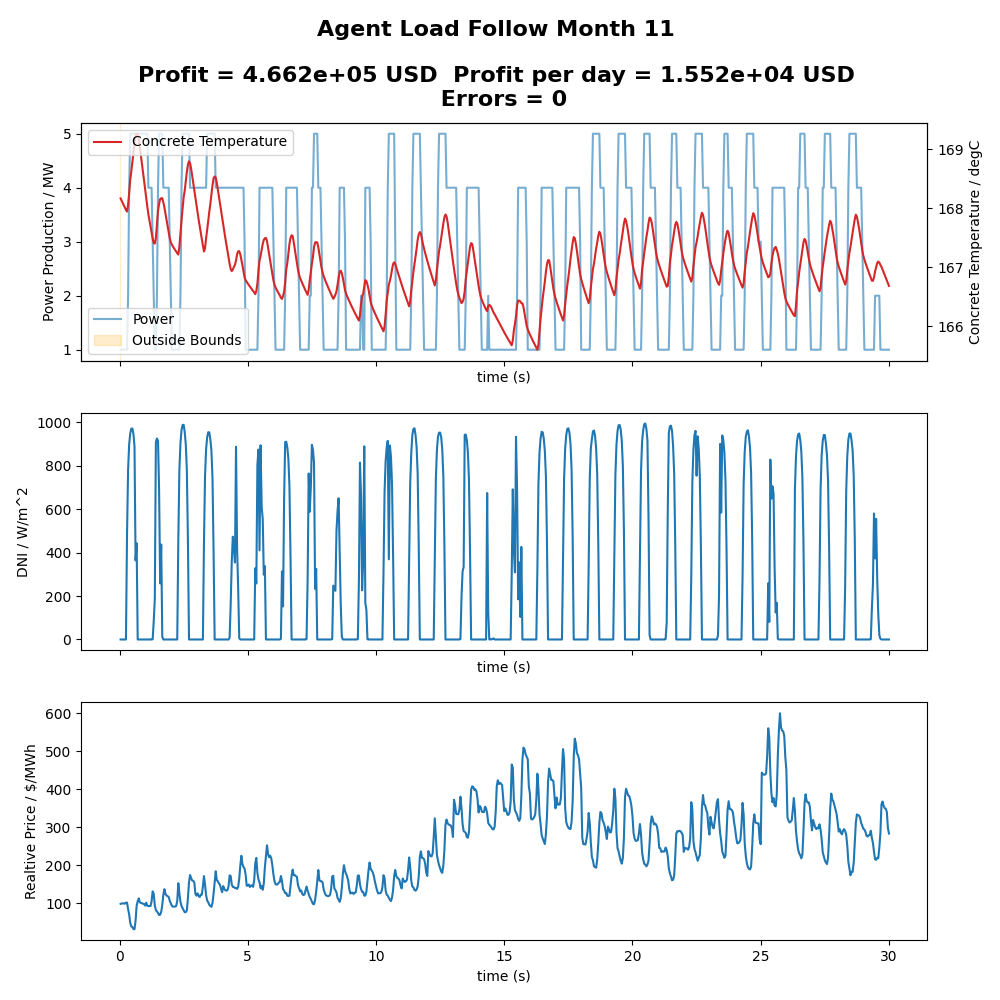 Agent Load Follow Month 11
Profit = 4.662e+05 USD  Profit per day = 1.552e+04 USD
Errors = 0
Power Production / MW
5
4
3
2
1
Concrete Temperature
Power
Outside Bounds
169
168
167
166
Concrete Temperature / degC
time (s)
DNI / W/m^2
1000
800
600
400
200
0
time (s)
Realtive Price / $/MWh
600
500
400
300
200
100
0 5 10 15 20 25 30
time (s)